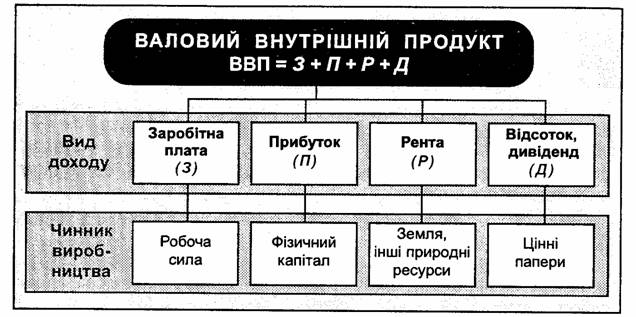 ВАЛОВИЙ ВНУТРІШНІЙ ПРОДУКТ
ВВП = З + П + Р + Д
Вид
доходу
Заробітна
плата
(З)
Прибуток
(П)
Рента
(Р)
Відсоток,
дивіденд
(Д)
Чинник
вироб-
ництва
Робоча
сила
Фізичний
капітал
Земля,
інші природні
ресурси
Цінні
папери